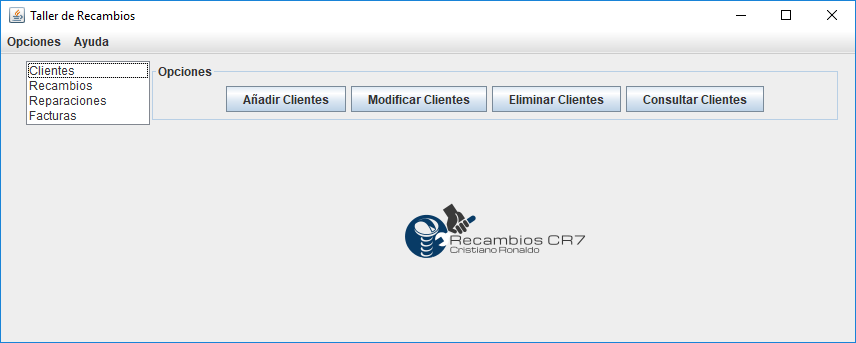 Taller de Recambios
Opciones Ayuda
Clientes
Recambios
Reparaciones
Facturas
Opciones
Añadir Clientes Modificar Clientes Eliminar Clientes Consultar Clientes
Recambios CR7
Cristiano Ronaldo